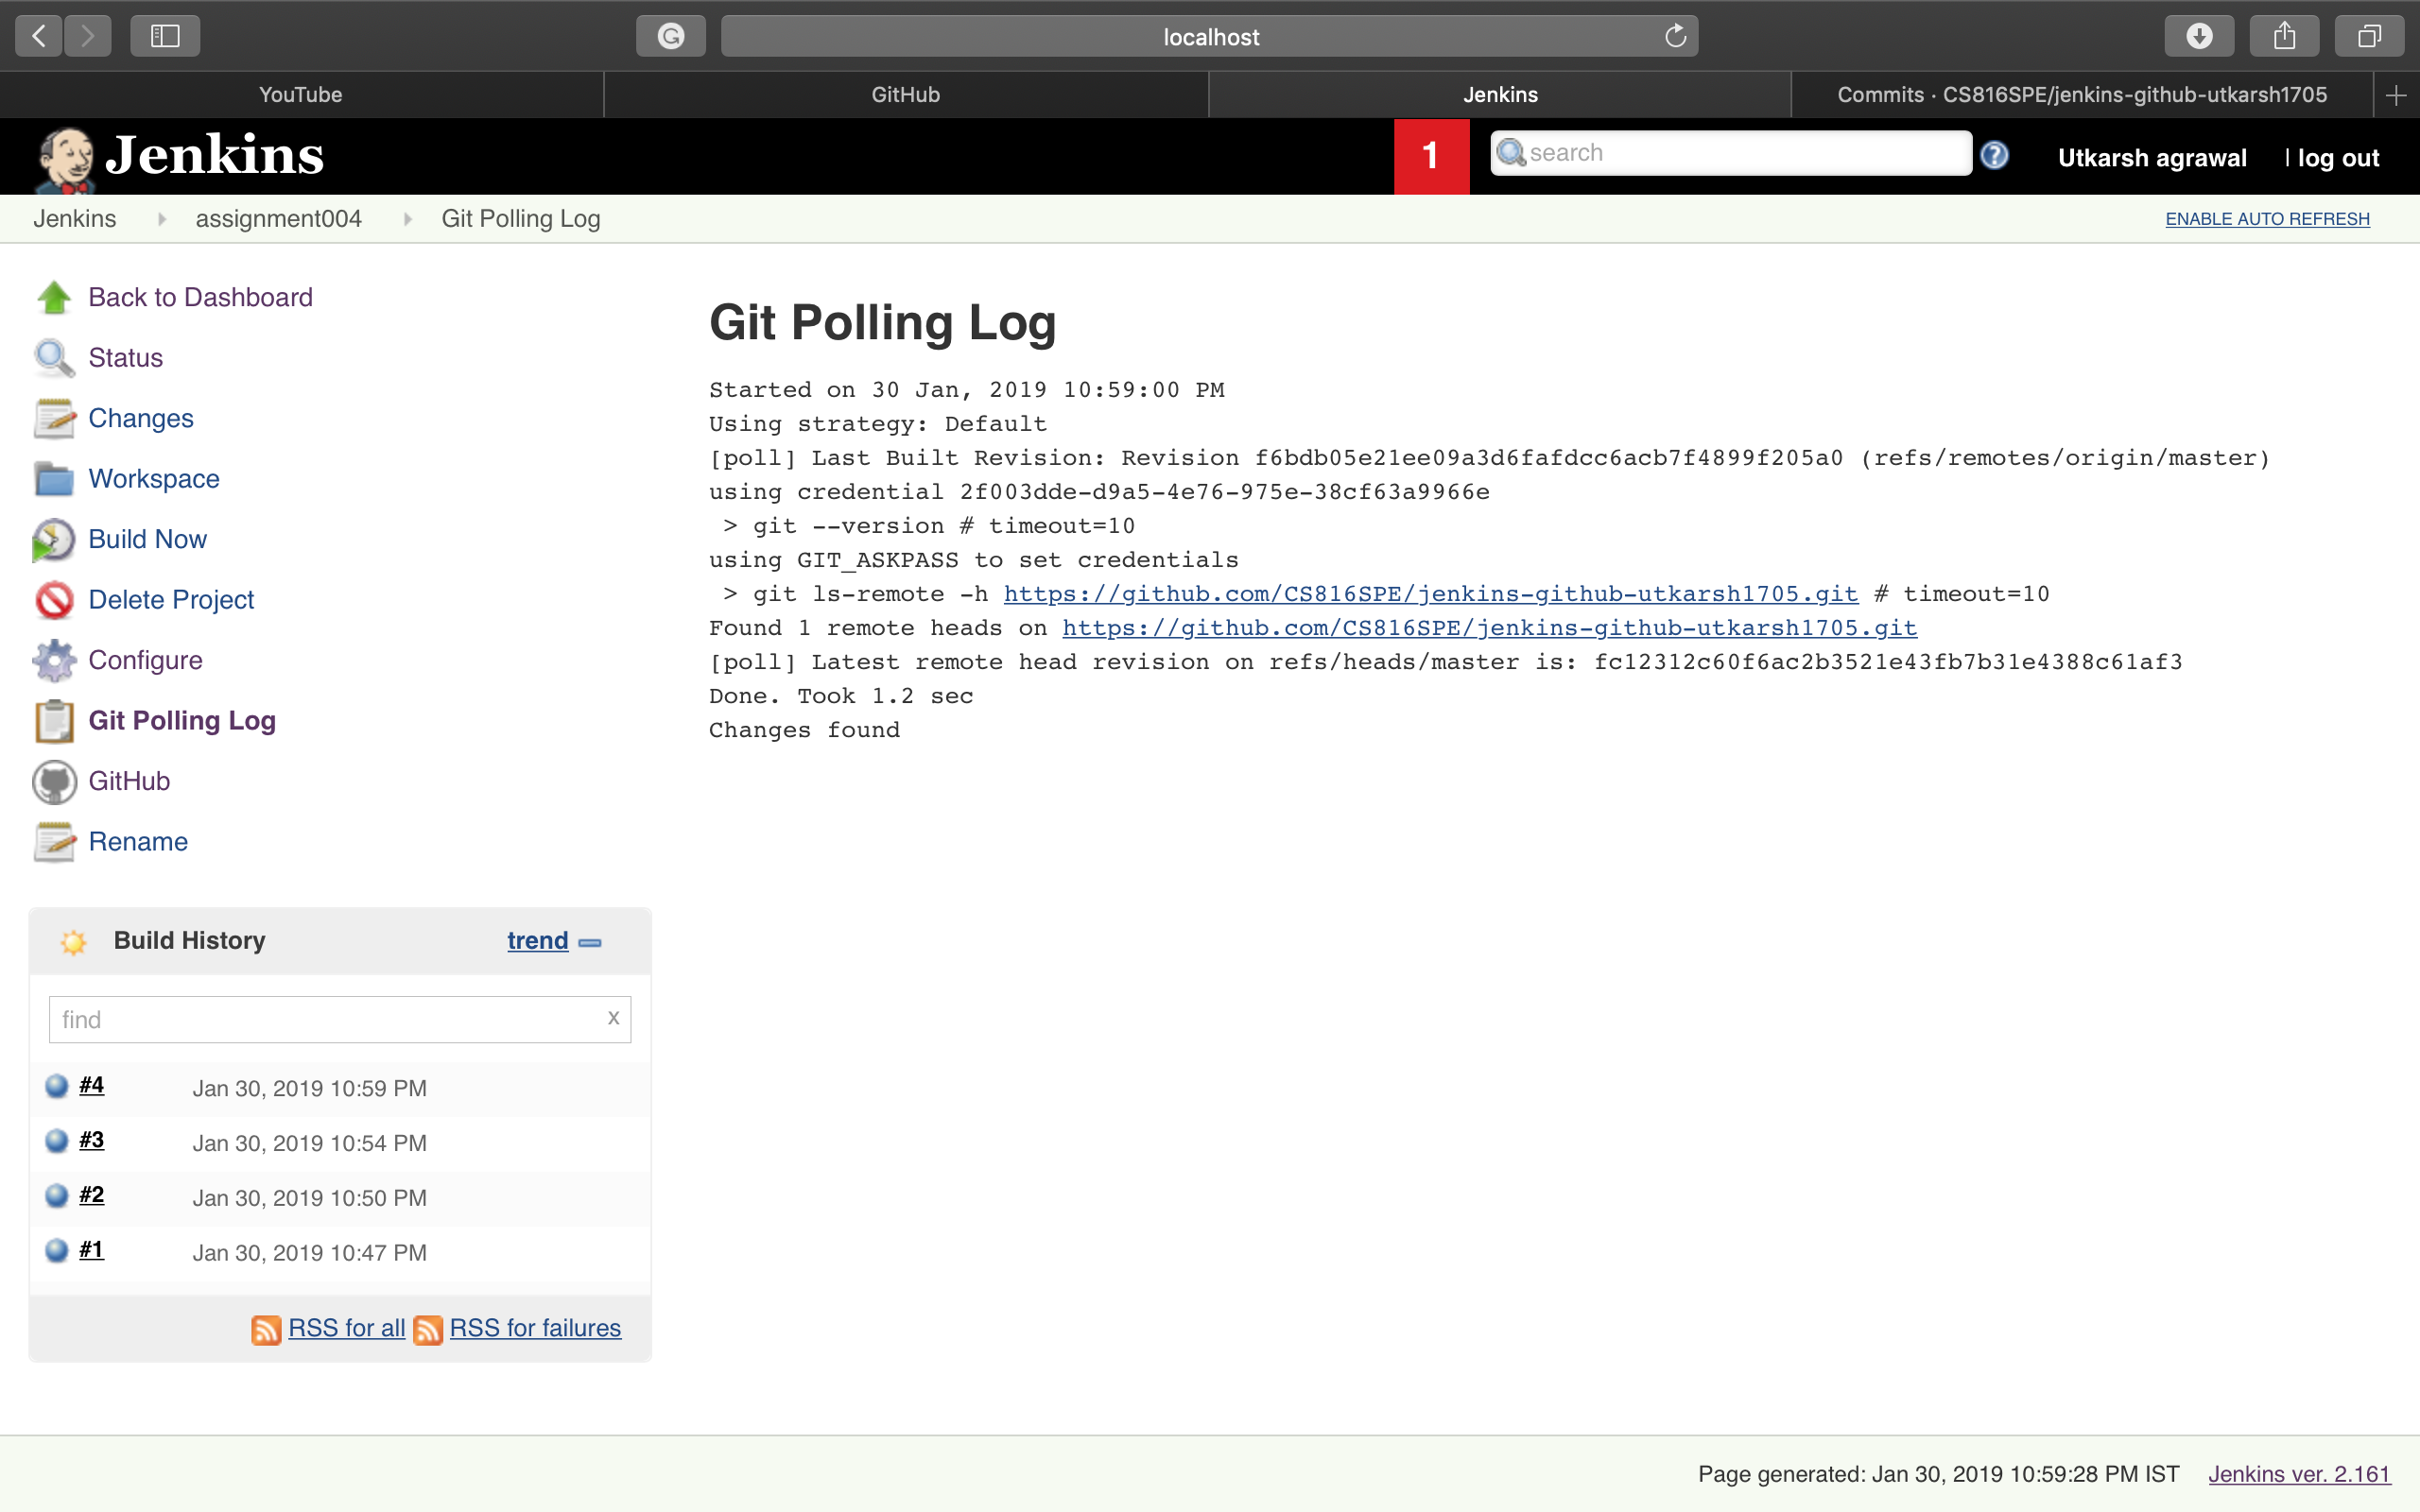 localhost
YouTube
GitHub
Jenkins
Commits · CS816SPE/jenkins-github-utkarsh1705
Jenkins
1
search
Utkarsh agrawal
| log out
Jenkins
assignment004
Git Polling Log
ENABLE AUTO REFRESH
Back to Dashboard
Status
Changes
Workspace
Build Now
Delete Project
Configure
Git Polling Log
GitHub
Rename
Build History
trend
find
x
#4 Jan 30, 2019 10:59 PM
#3 Jan 30, 2019 10:54 PM
#2 Jan 30, 2019 10:50 PM
#1 Jan 30, 2019 10:47 PM
RSS for all
RSS for failures
Git Polling Log
Started on 30 Jan, 2019 10:59:00 PM
Using strategy: Default
[poll] Last Built Revision: Revision f6bdb05e21ee09a3d6fafdcc6acb7f4899f205a0 (refs/remotes/origin/master)
using credential 2f003dde-d9a5-4e76-975e-38cf63a9966e
> git --version # timeout=10
using GIT_ASKPASS to set credentials
> git ls-remote -h https://github.com/CS816SPE/jenkins-github-utkarsh1705.git # timeout=10
Found 1 remote heads on https://github.com/CS816SPE/jenkins-github-utkarsh1705.git
[poll] Latest remote head revision on refs/heads/master is: fc12312c60f6ac2b3521e43fb7b31e4388c61af3
Done. Took 1.2 sec
Changes found
Page generated: Jan 30, 2019 10:59:28 PM IST
Jenkins ver. 2.161